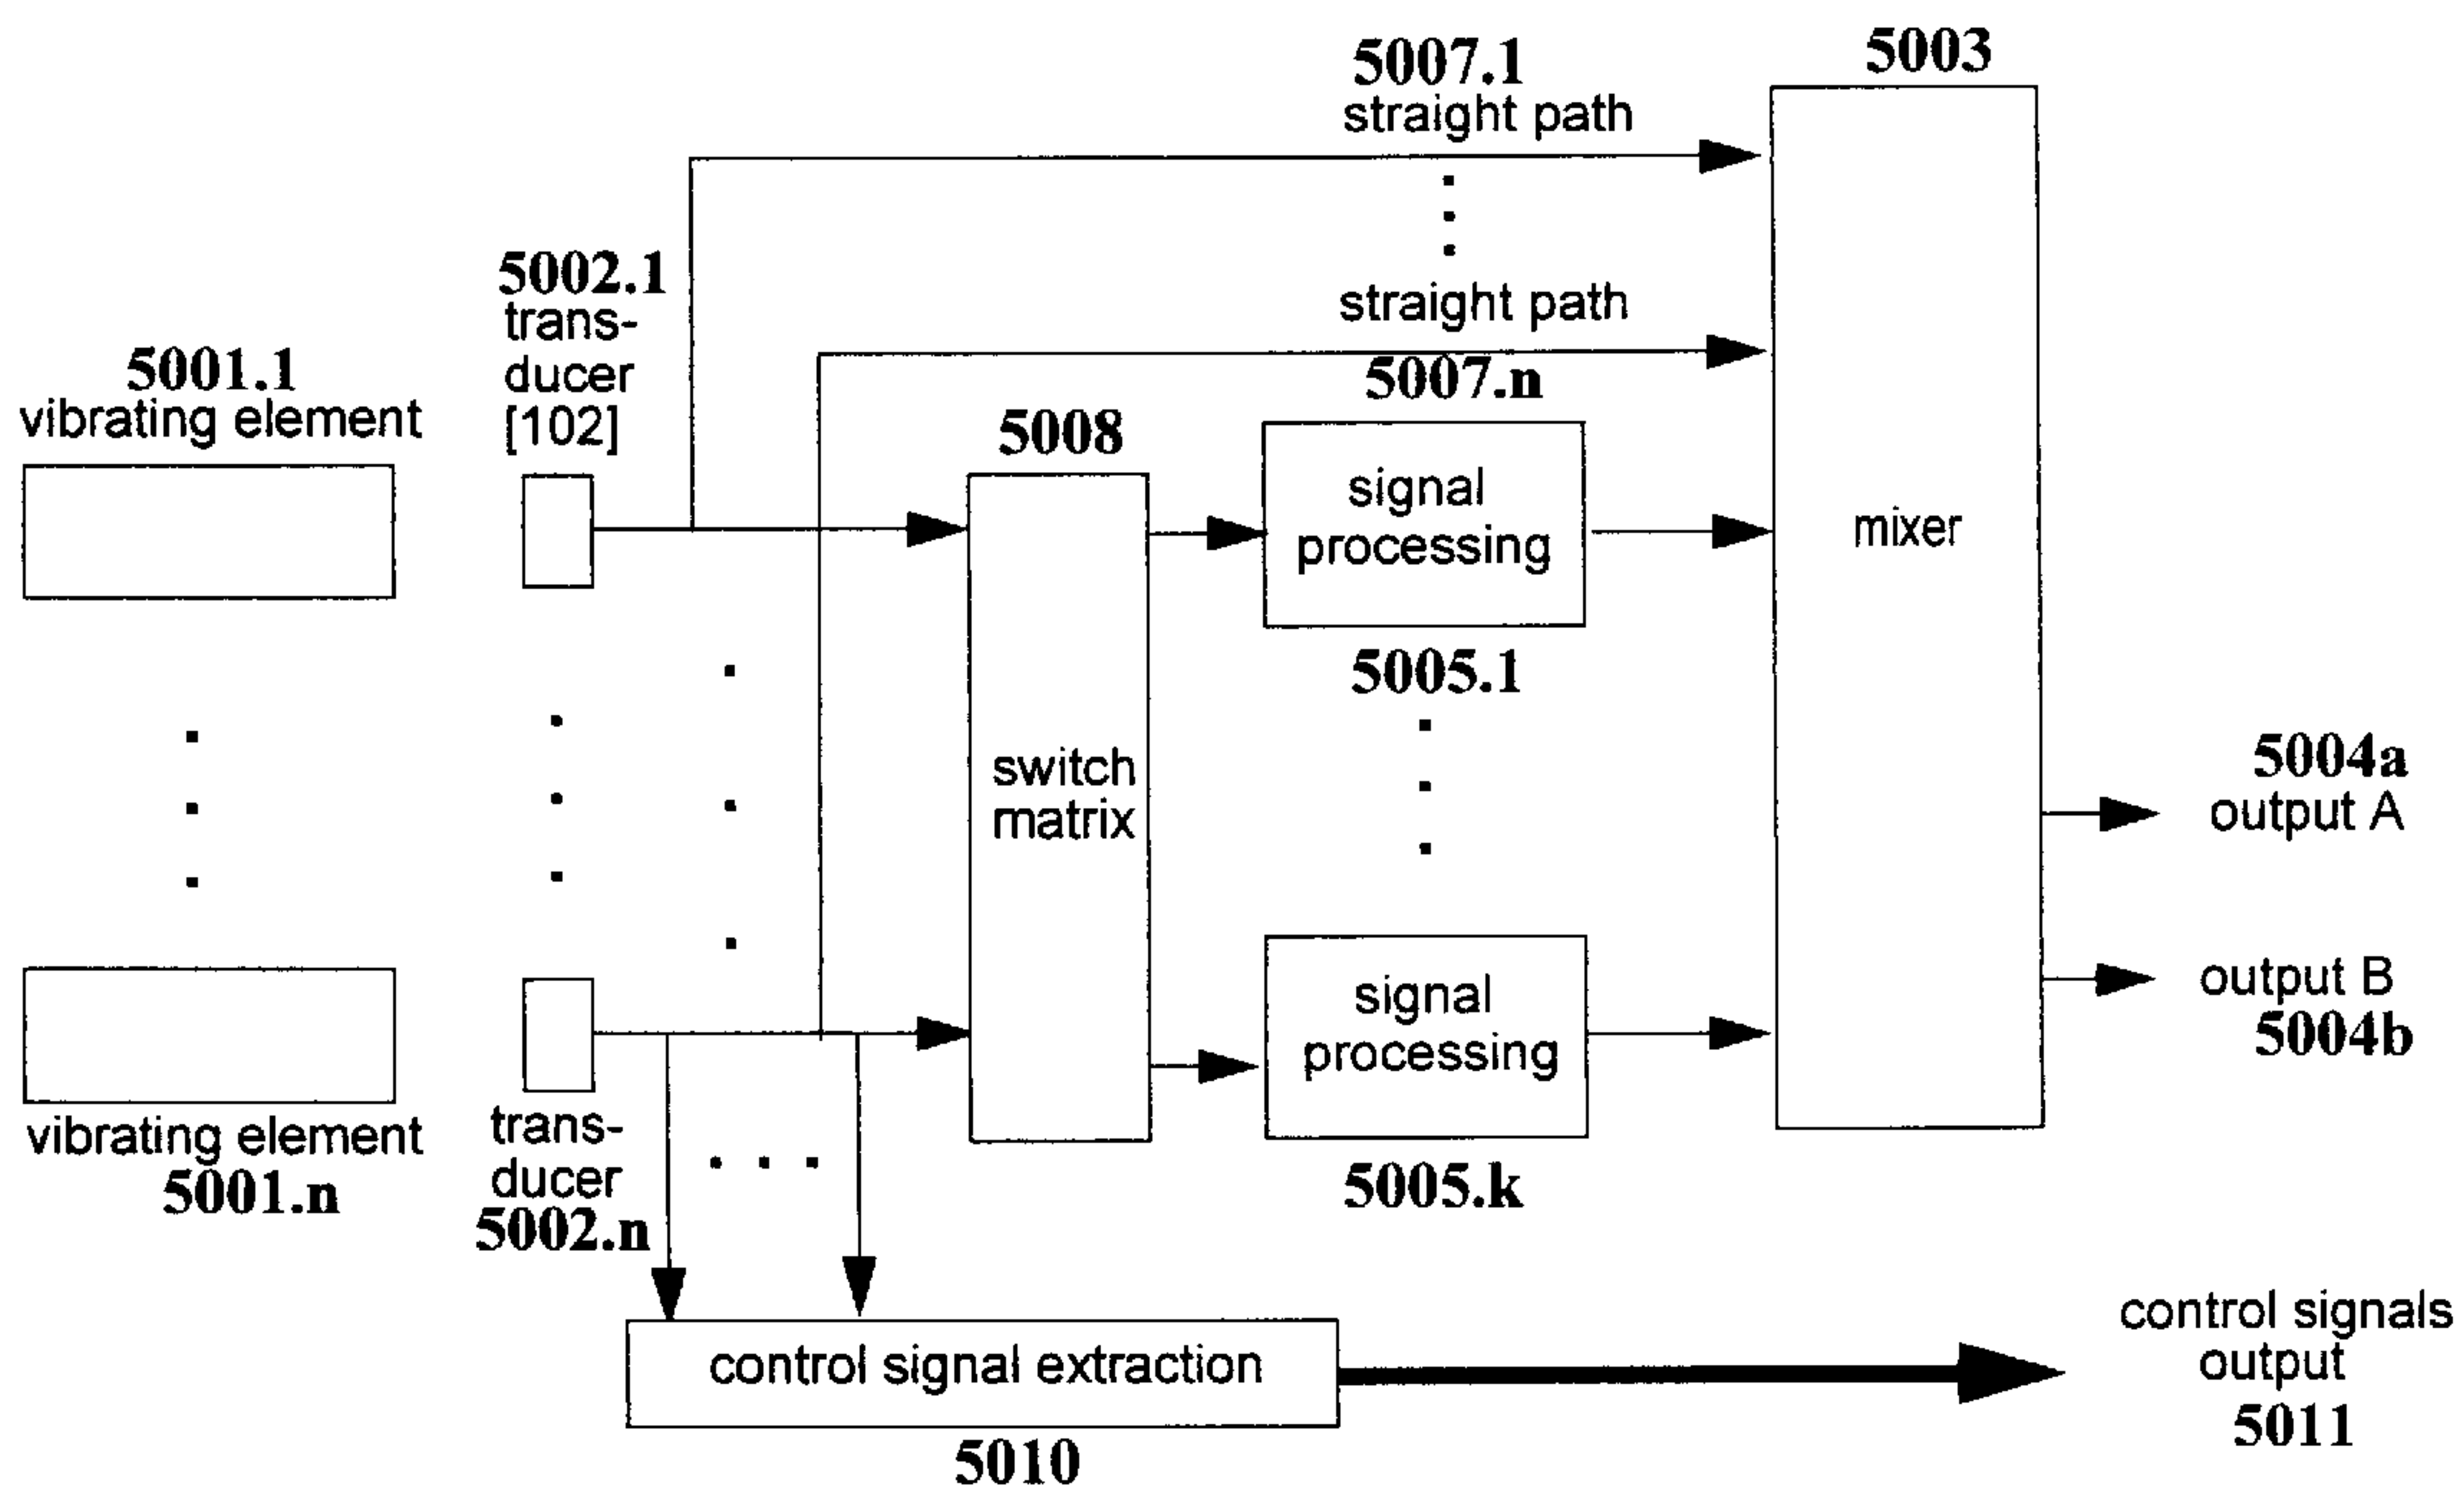 5003
5007.1
straight path
5002.1
trans-
ducer
[102]
straight path
5007.n
5001.1
vibrating element
5008
signal
processing
mixer
5005.1
switch
matrix
5004a
output A
output B
5004b
signal
processing
vibrating element
5001.n
trans-
ducer
5002.n
5005.k
control signal extraction
5010
control signals
output
5011